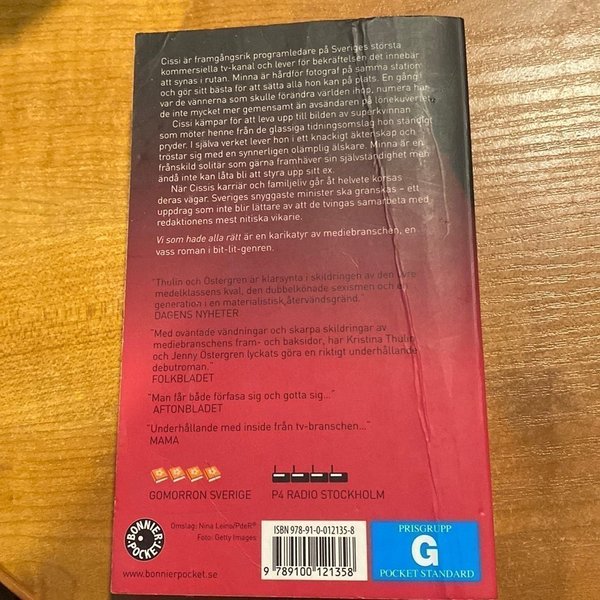 Cissi är framgångsrik programledare på Sveriges största
kommersiella tv-kanal och lever för bekräftelsen det innebär
att synas i rutan. Minna är hårdför fotograf på samma station
och gör sitt bästa för att sätta alla hon kan på plats. En gång
var de vännerna som skulle förändra världen ihop, numera har
de inte mycket mer gemensamt än avsändaren på lönekuvertet.
Cissi kämpar för att leva upp till bilden av superkvinnan
som möter henne från de glassiga tidningsomslag hon ständigt
pryder. I själva verket lever hon i ett knackigt äktenskap och
tröstar sig med en synnerligen olämplig älskare. Minna är en
frånskild solitär som gärna framhäver sin självständighet men
ändå inte kan låta bli att styra upp sitt ex.
När Cissis karriär och familjeliv går åt helvete korsas
deras vägar. Sveriges snyggaste minister ska granskas – ett
uppdrag som inte blir lättare av att de tvingas samarbeta med
redaktionens mest nitiska vikarie.
Vi som hade alla rätt är en karikatyr av mediebranschen, en
vass roman i bit-lit-genren.
"Thulin och Östergren är klarsynta i skildringen av den övre
medelklassens kval, den dubbelkönade sexismen och en
generation i en materialistisk återvändsgränd."
DAGENS NYHETER
"Med oväntade vändningar och skarpa skildringar av
mediebranschens fram- och baksidor, har Kristina Thulin
och Jenny Östergren lyckats göra en riktigt underhållande
debutroman."
FOLKBLADET
"Man får både förfasa sig och gotta sig..."
AFTONBLADET
"Underhållande med inside från tv-branschen..."
MAMA
GOMORRON SVERIGE P4 RADIO STOCKHOLM
BONNIER POCKET
Omslag: Nina Leino/PdeR®
Foto: Getty Images
www.bonnierpocket.se
ISBN 978-91-0-012135-8
9 789100 121358
PRISGRUPP
G
POCKET STANDARD